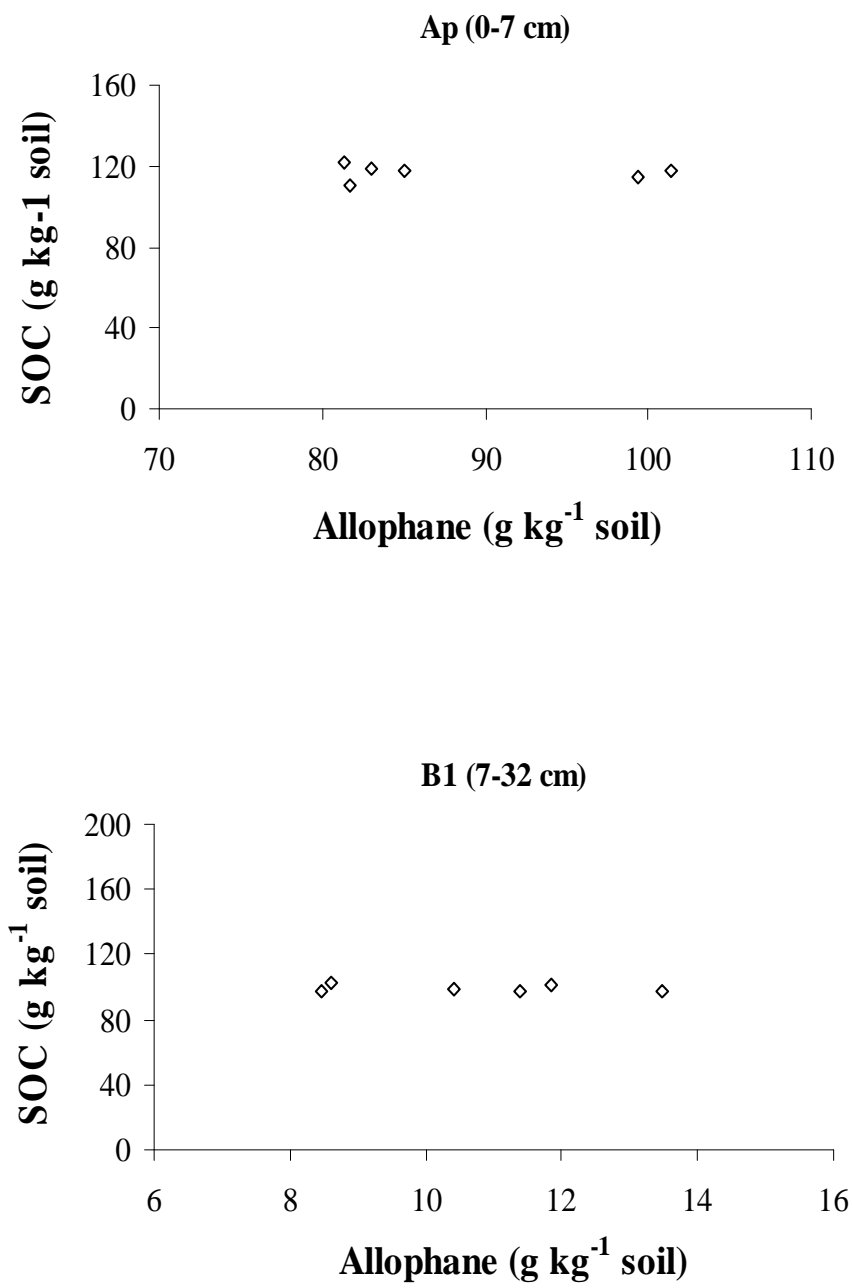 Ap (0-7 cm)
160
120
80
40
0
SOC (g kg-1 soil)
70 80 90 100 110
Allophane (g kg⁻¹ soil)
B1 (7-32 cm)
200
160
120
80
40
0
SOC (g kg⁻¹ soil)
6 8 10 12 14 16
Allophane (g kg⁻¹ soil)